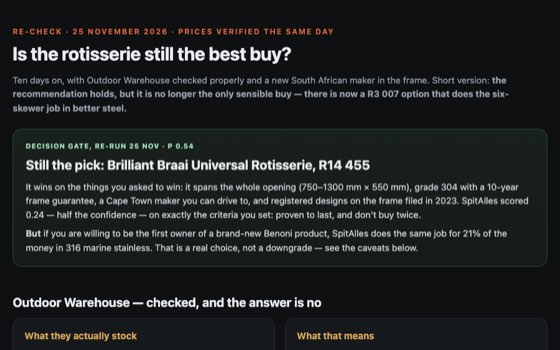 RE-CHECK · 25 NOVEMBER 2026 · PRICES VERIFIED THE SAME DAY
Is the rotisserie still the best buy?
Ten days on, with Outdoor Warehouse checked properly and a new South African maker in the frame. Short version: the
recommendation holds, but it is no longer the only sensible buy — there is now a R3 007 option that does the six-
skewer job in better steel.
DECISION GATE, RE-RUN 25 NOV · P 0.54
Still the pick: Brilliant Braai Universal Rotisserie, R14 455
It wins on the things you asked to win: it spans the whole opening (750–1300 mm × 550 mm), grade 304 with a 10-year
frame guarantee, a Cape Town maker you can drive to, and registered designs on the frame filed in 2023. SpitAlles scored
0.24 — half the confidence — on exactly the criteria you set: proven to last, and don't buy twice.
But if you are willing to be the first owner of a brand-new Benoni product, SpitAlles does the same job for 21% of the
money in 316 marine stainless. That is a real choice, not a downgrade — see the caveats below.
Outdoor Warehouse — checked, and the answer is no
What they actually stock
What that means